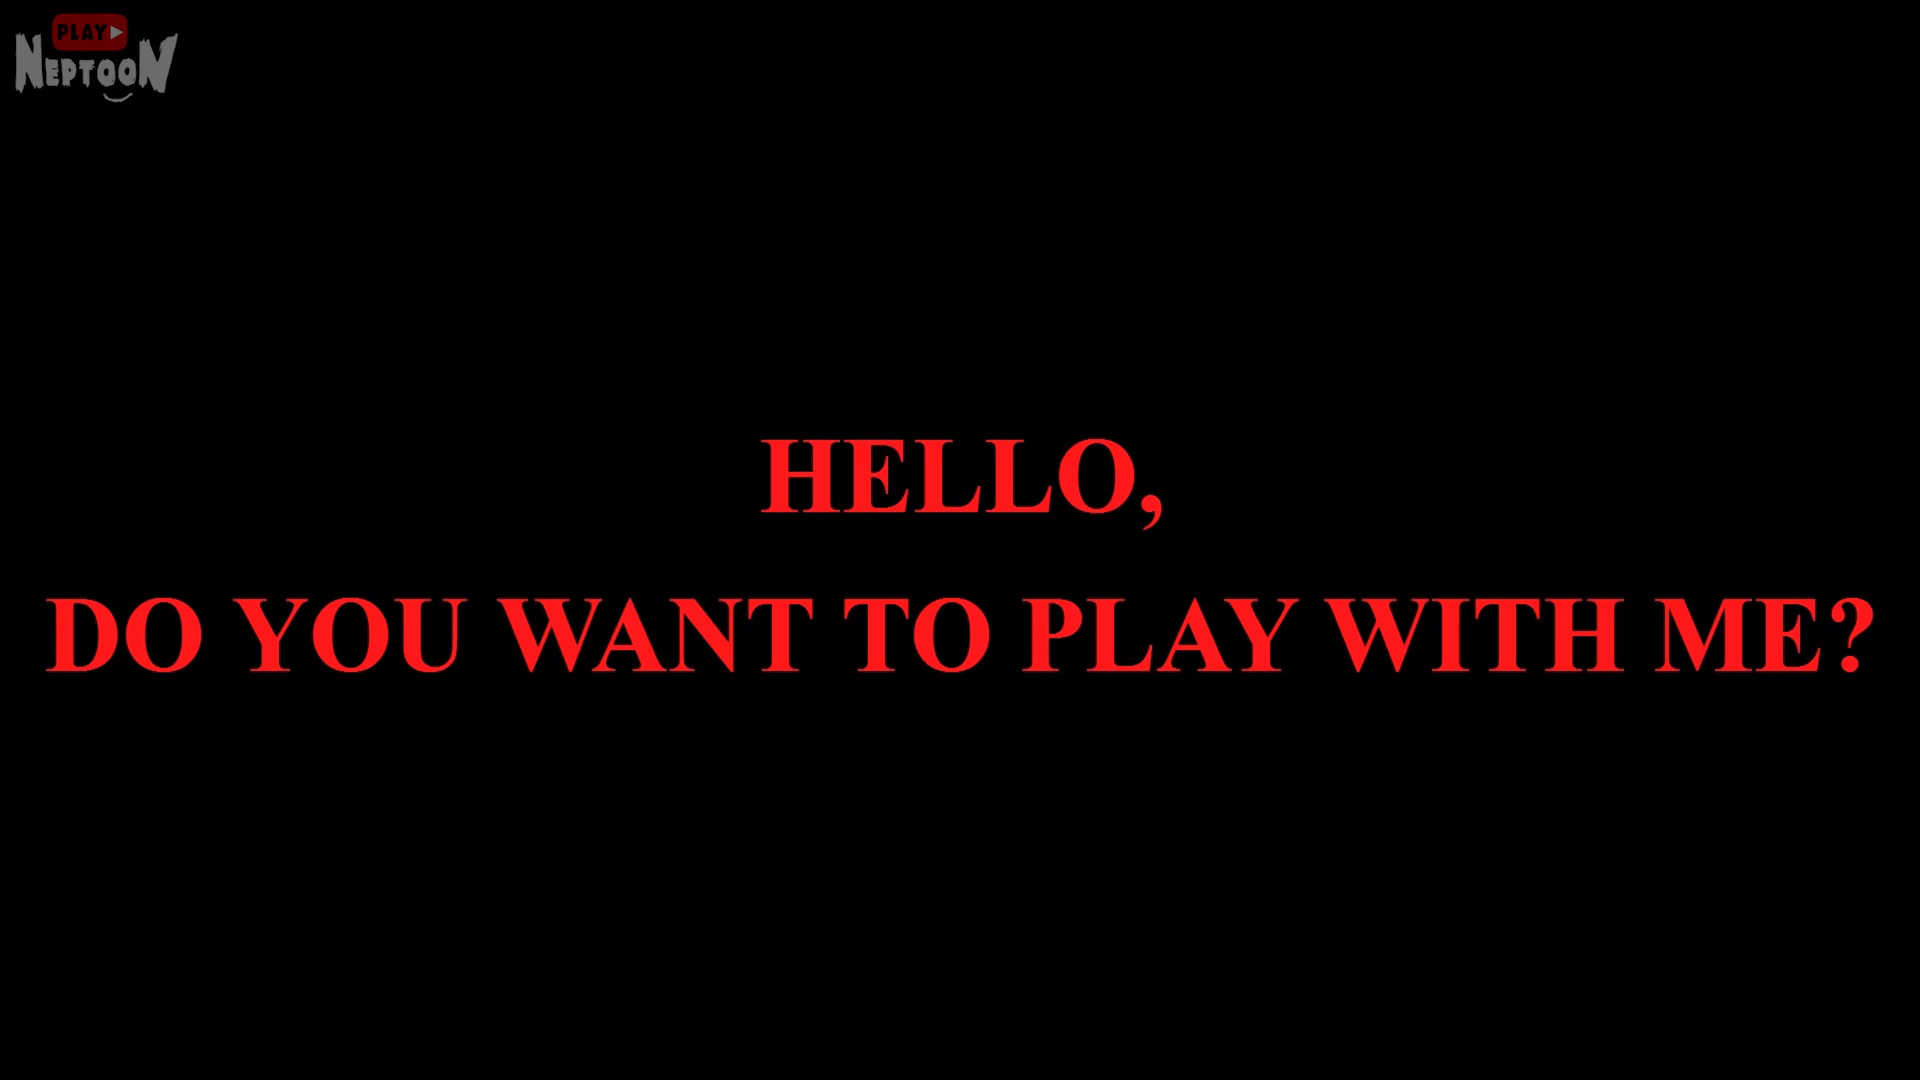 PLAY
NEPTOON
HELLO,
DO YOU WANT TO PLAY WITH ME?